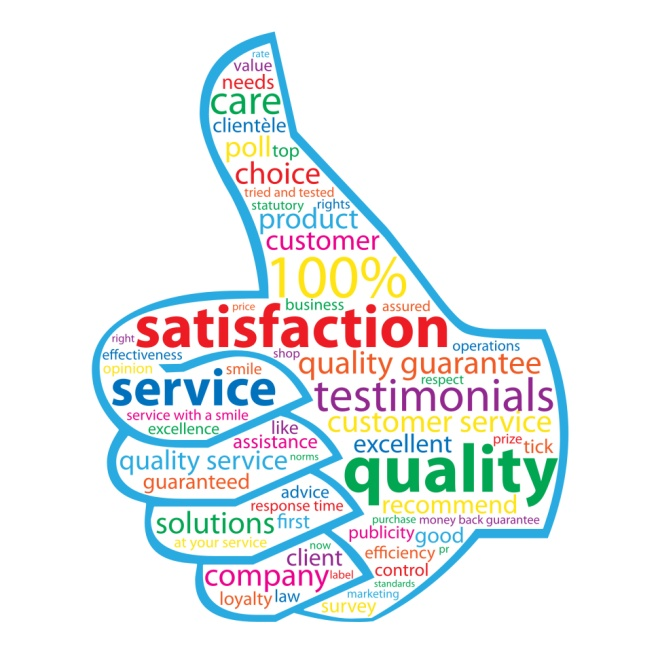 rate
value
needs
care
clientèle
poll top
choice
tried and tested
statutory rights
product
customer
100%
price business assured
satisfaction
right operations
effectiveness shop quality guarantee
opinion smile respect
service testimonials
service with a smile customer service
excellence like excellent prize tick
assistance
quality service norms quality
guaranteed
advice recommend
response time
solutions first purchase money back guarantee
at your service publicity good
now efficiency pr
client control
company label
standards
loyalty law marketing
survey